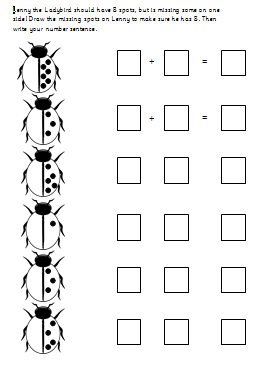 Lenny the Ladybird should have 8 spots, but is missing some on one
side! Draw the missing spots on Lenny to make sure he has 8. Then
write your number sentence.
+ =
+ =